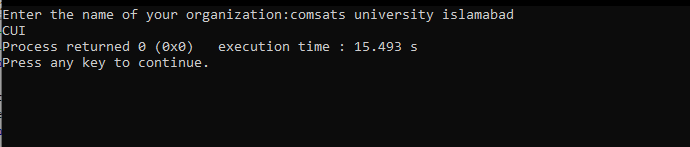 Enter the name of your organization:comsats university islamabad
CUI
Process returned 0 (0x0)   execution time : 15.493 s
Press any key to continue.